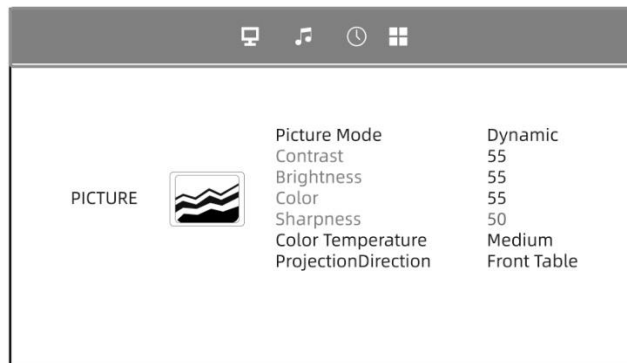 PICTURE
Picture Mode Dynamic
Contrast 55
Brightness 55
Color 55
Sharpness 50
Color Temperature Medium
ProjectionDirection Front Table